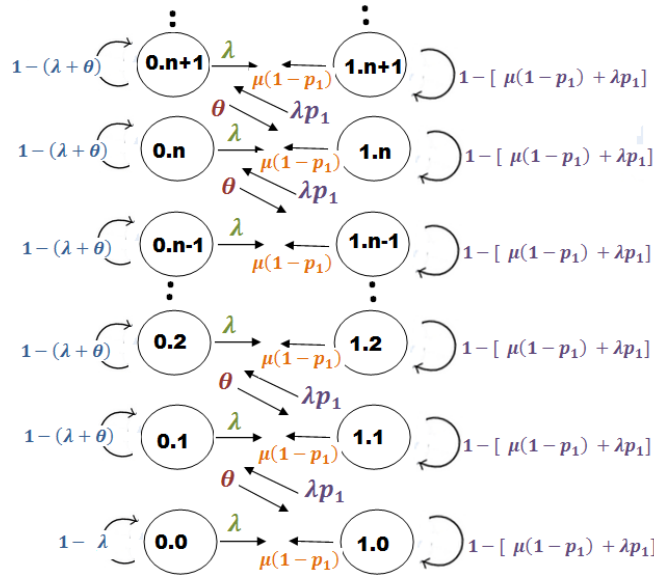 1 − (λ + θ) 0.n+1 λ μ(1 − p₁) 1.n+1 1 − [ μ(1 − p₁) + λp₁]
θ λp₁
1 − (λ + θ) 0.n λ μ(1 − p₁) 1.n 1 − [ μ(1 − p₁) + λp₁]
θ λp₁
1 − (λ + θ) 0.n-1 λ μ(1 − p₁) 1.n-1 1 − [ μ(1 − p₁) + λp₁]
1 − (λ + θ) 0.2 λ μ(1 − p₁) 1.2 1 − [ μ(1 − p₁) + λp₁]
θ λp₁
1 − (λ + θ) 0.1 λ μ(1 − p₁) 1.1 1 − [ μ(1 − p₁) + λp₁]
θ λp₁
1 − λ 0.0 λ μ(1 − p₁) 1.0 1 − [ μ(1 − p₁) + λp₁]